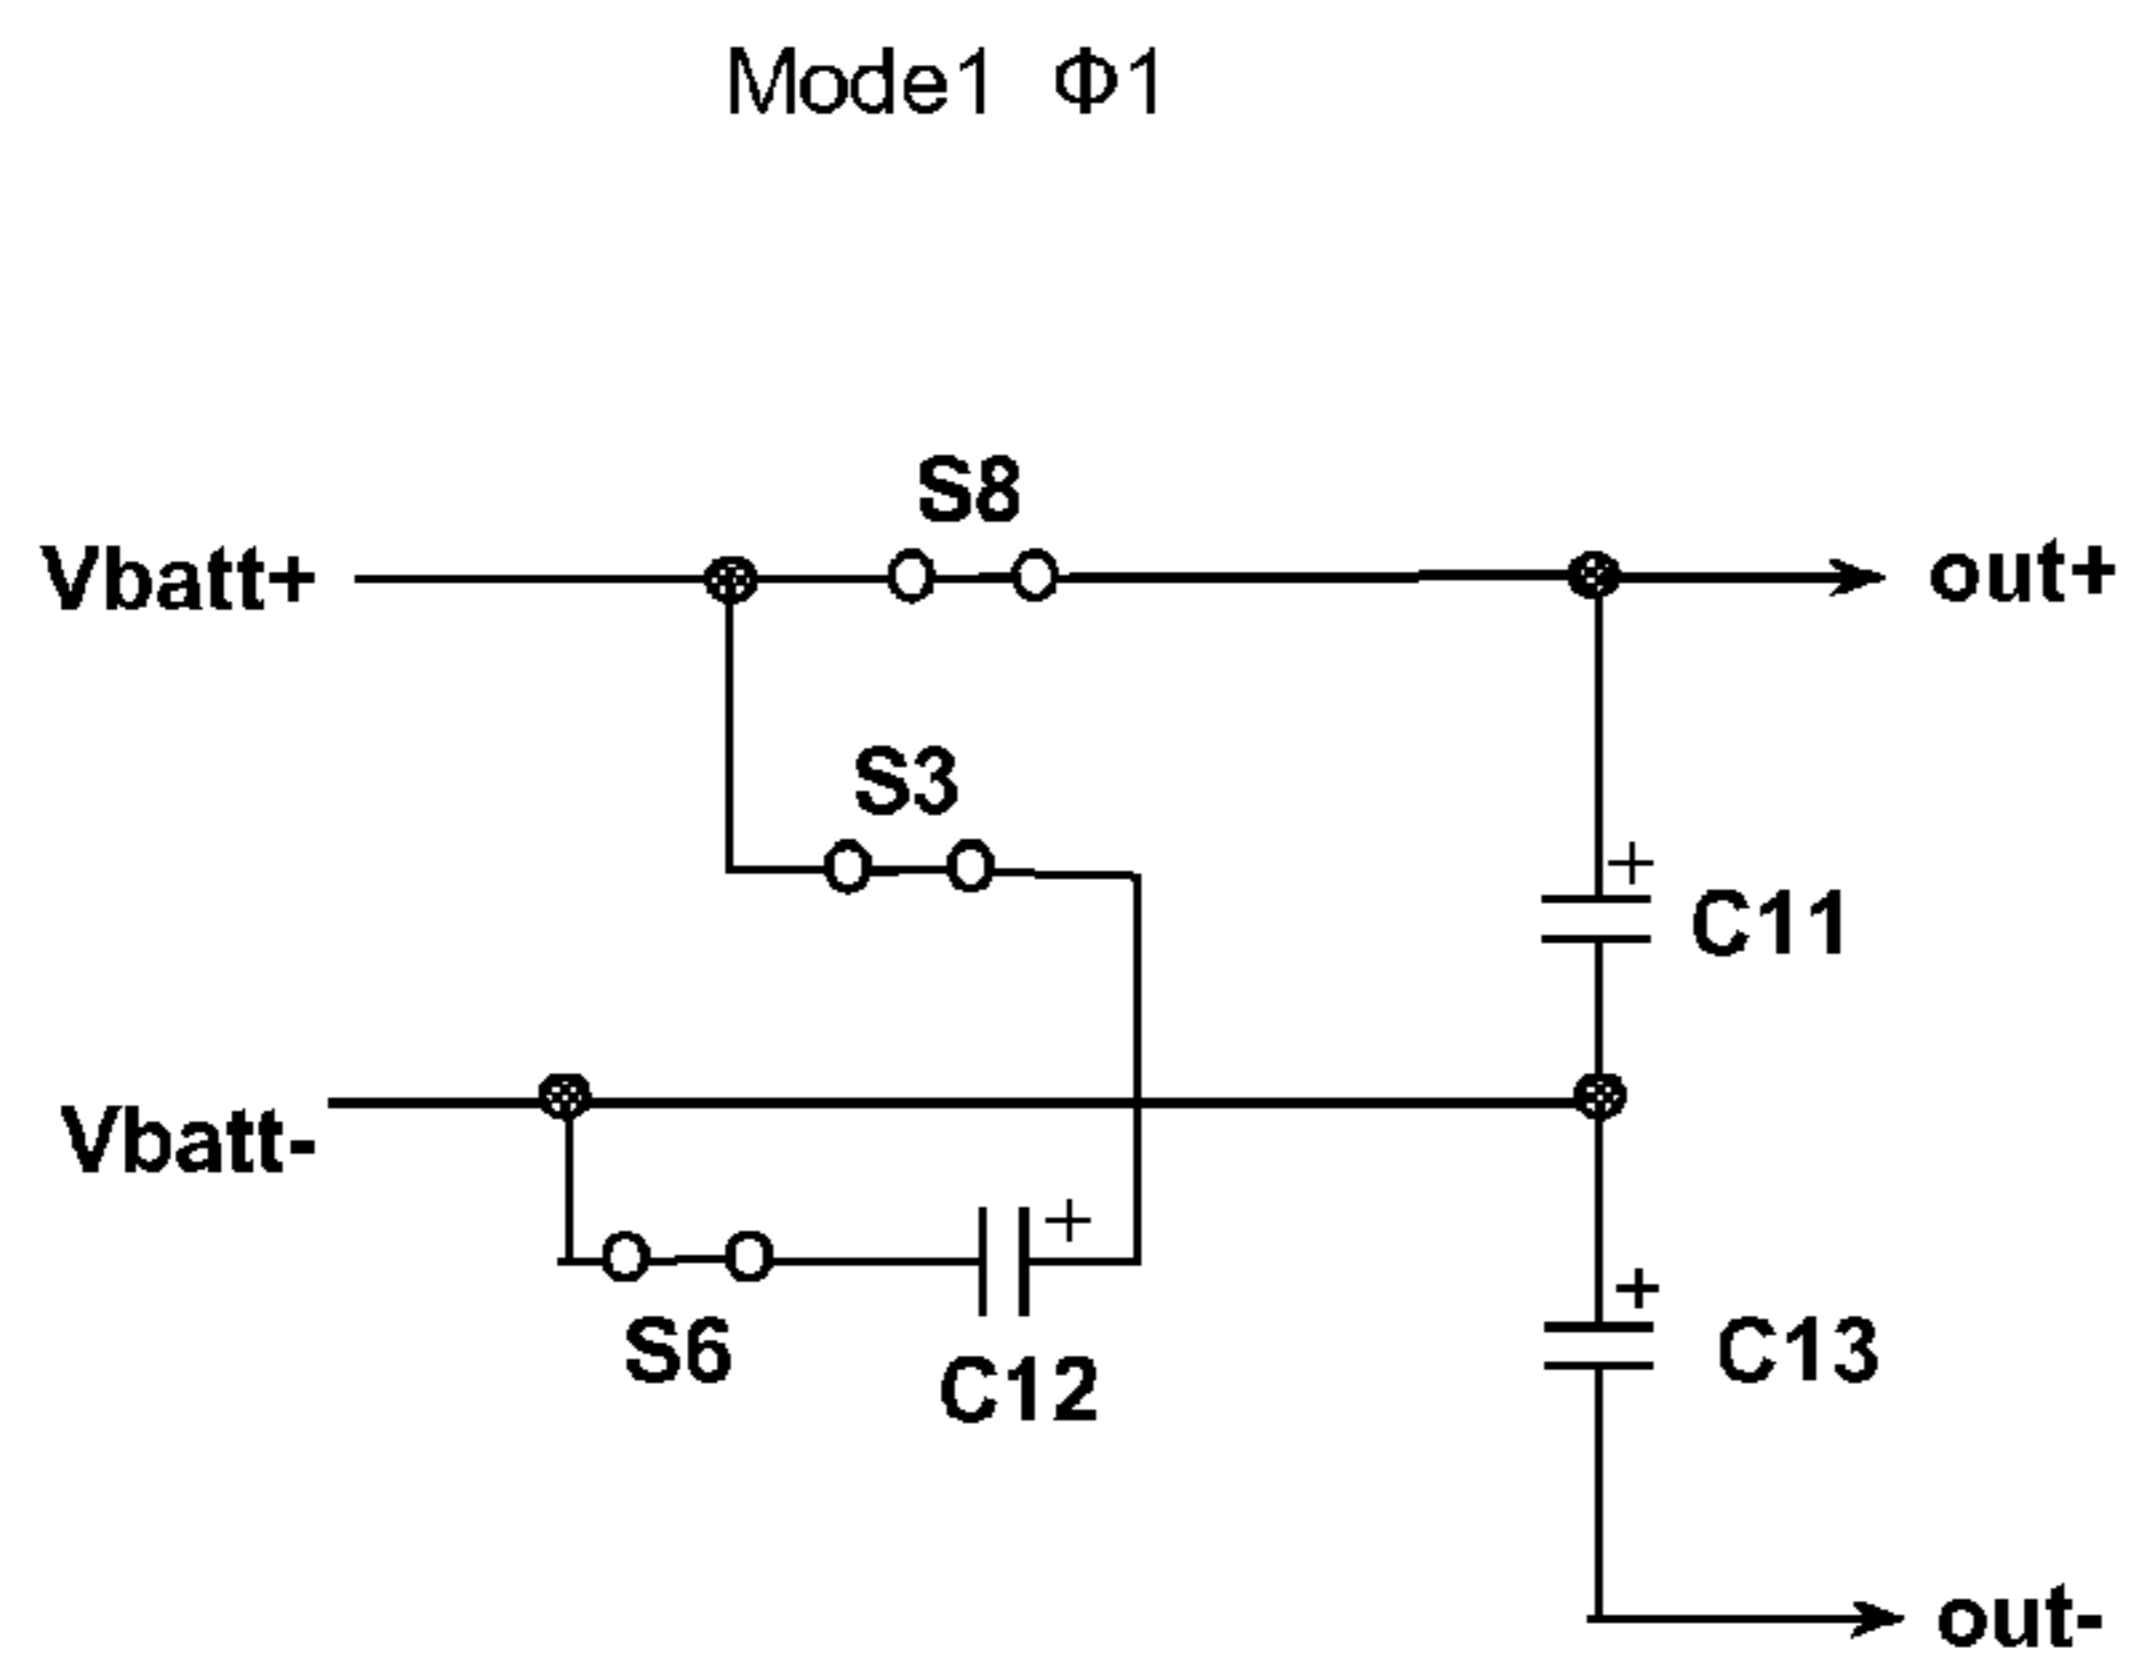 Mode1 Φ1
S8
Vbatt+
out+
S3
+
C11
Vbatt-
+
+
S6
C12
C13
out-